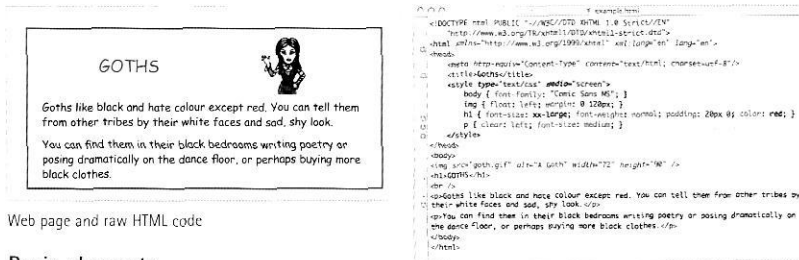 GOTHS
Goths like black and hate colour except red. You can tell them
from other tribes by their white faces and sad, shy look.
You can find them in their black bedrooms writing poetry or
posing dramatically on the dance floor, or perhaps buying more
black clothes.
Web page and raw HTML code
example.html
<!DOCTYPE html PUBLIC "-//W3C//DTD XHTML 1.0 Strict//EN"
"http://www.w3.org/TR/xhtml1/DTD/xhtml1-strict.dtd">
<html xmlns="http://www.w3.org/1999/xhtml" xml:lang="en" lang="en">
<head>
<meta http-equiv="Content-Type" content="text/html; charset=utf-8"/>
<title>Goths</title>
<style type="text/css" media="screen">
body { font-family: "Comic Sans MS"; }
img { float: left; margin: 0 120px; }
h1 { font-size: xx-large; font-weight: normal; padding: 20px 0; color: red; }
p { clear: left; font-size: medium; }
</style>
</head>
<body>
<img src="goth.gif" alt="A Goth" width="72" height="90" />
<h1>GOTHS</h1>
<br />
<p>Goths like black and hate colour except red. You can tell them from other tribes by
their white faces and sad, shy look.</p>
<p>You can find them in their black bedrooms writing poetry or posing dramatically on
the dance floor, or perhaps buying more black clothes.</p>
</body>
</html>